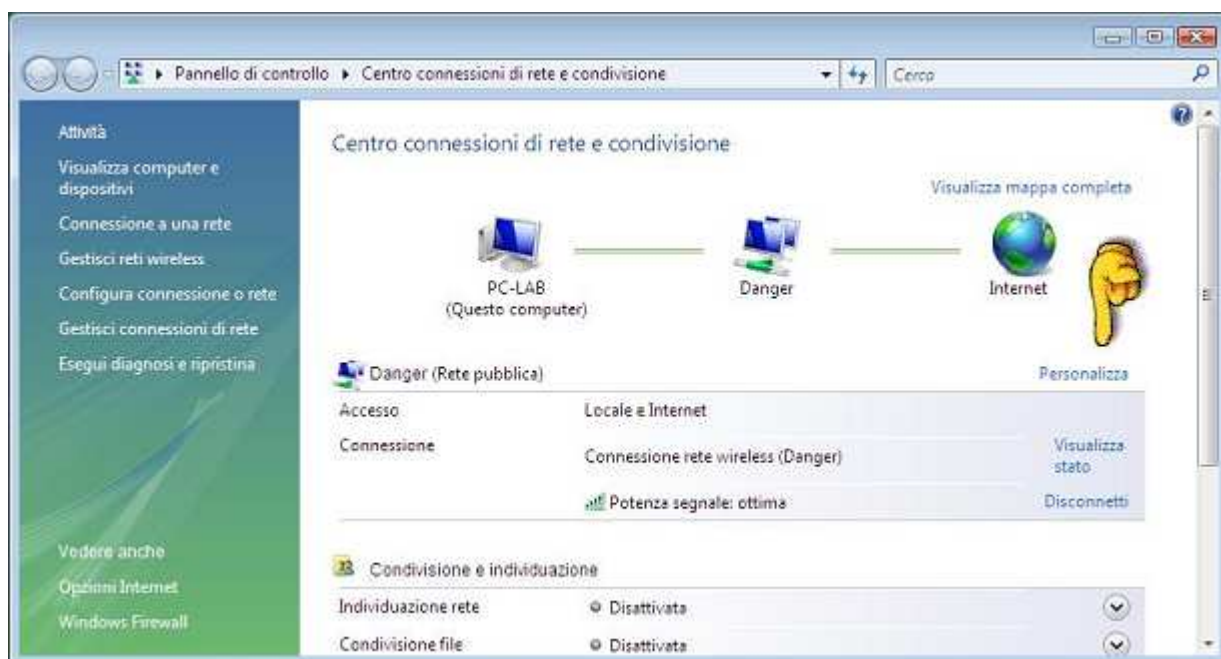 Pannello di controllo Centro connessioni di rete e condivisione
Cerca
Attività
Visualizza computer e
dispositivi
Connessione a una rete
Gestisci reti wireless
Configura connessione o rete
Gestisci connessioni di rete
Esegui diagnosi e ripristina
Vedere anche
Opzioni Internet
Windows Firewall
Centro connessioni di rete e condivisione
Visualizza mappa completa
PC-LAB
(Questo computer)
Danger
Internet
Danger (Rete pubblica)
Personalizza
Accesso
Locale e Internet
Connessione
Connessione rete wireless (Danger)
Visualizza
stato
Potenza segnale: ottima
Disconnetti
Condivisione e individuazione
Individuazione rete
Disattivata
Condivisione file
Disattivata